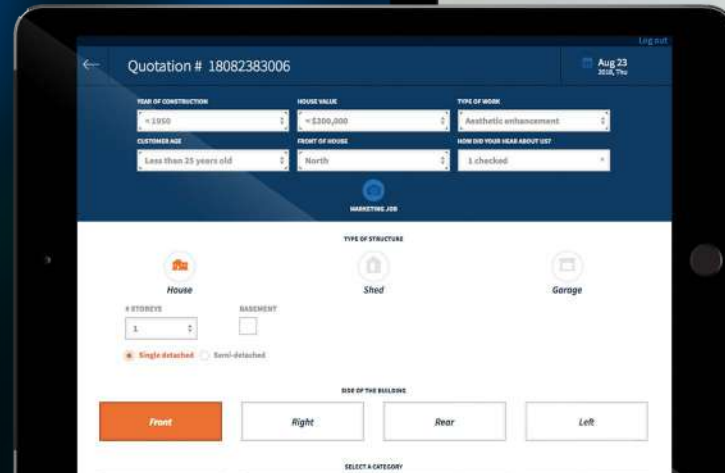 Log out
Quotation # 18082383006
Aug 23
2018, Thu
YEAR OF CONSTRUCTION
HOUSE VALUE
TYPE OF WORK
< 1950
< $200,000
Aesthetic enhancement
CUSTOMER AGE
FRONT OF HOUSE
HOW DID YOUR HEAR ABOUT US?
Less than 25 years old
North
1 checked
MARKETING JOB
TYPE OF STRUCTURE
House
Shed
Garage
# STOREYS
BASEMENT
1
Single detached
Semi-detached
SIDE OF THE BUILDING
Front
Right
Rear
Left
SELECT A CATEGORY